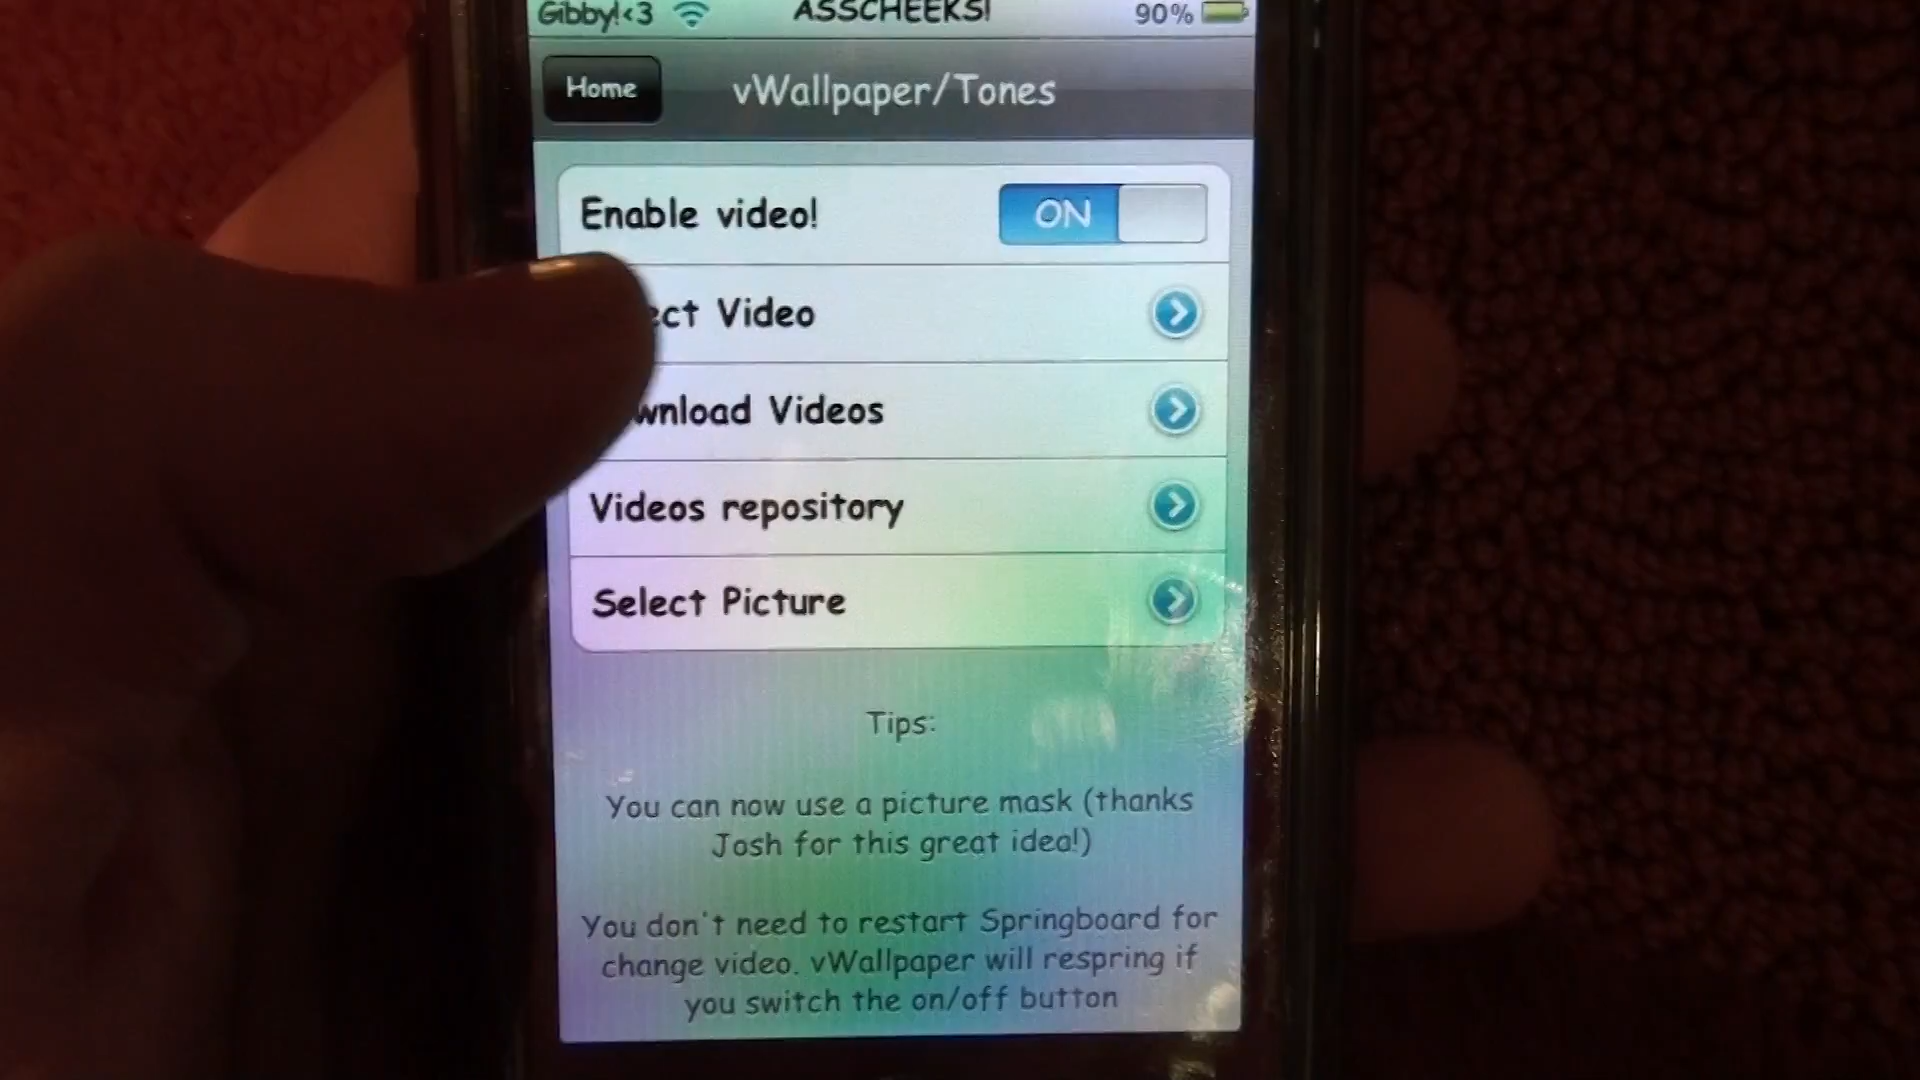 Gibby!<3 ASSCHEEKS! 90%
Home vWallpaper/Tones
Enable video! ON
ect Video
wnload Videos
Videos repository
Select Picture
Tips:
You can now use a picture mask (thanks
Josh for this great idea!)
You don't need to restart Springboard for
change video. vWallpaper will respring if
you switch the on/off button